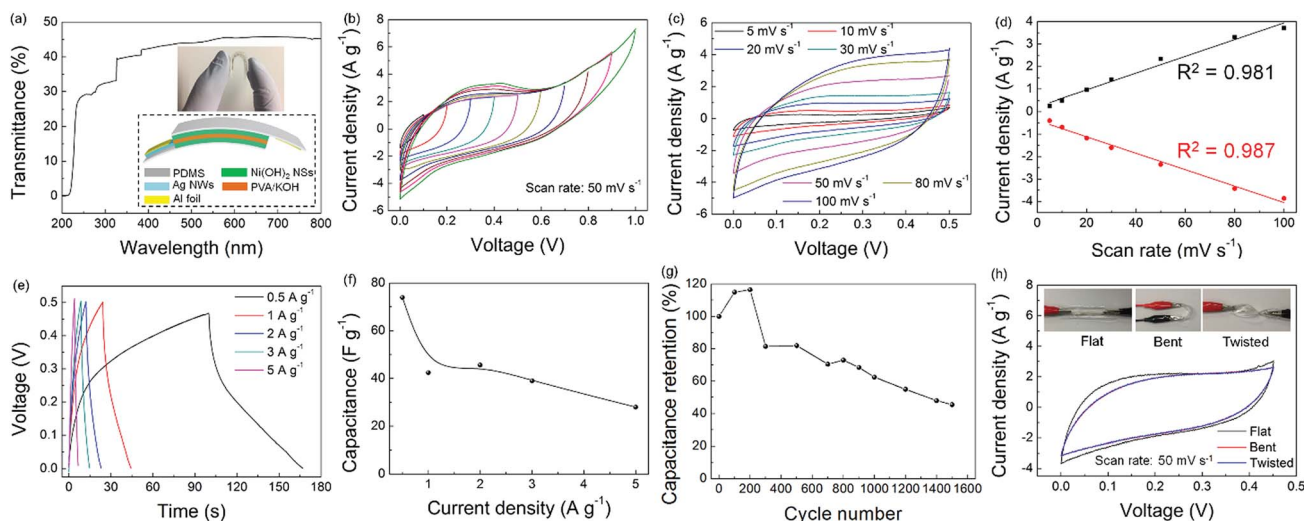 (a)
50
45
40
35
30
25
20
15
10
5
0
200 300 400 500 600 700 800
Transmittance (%)
Wavelength (nm)
PDMS
Ag NWs
Al foil
Ni(OH)₂ NSs
PVA/KOH
(b)
8
6
4
2
0
-2
-4
-6
0.0 0.2 0.4 0.6 0.8 1.0
Current density (A g⁻¹)
Voltage (V)
Scan rate: 50 mV s⁻¹
(c)
8
6
4
2
0
-2
-4
-6
0.0 0.1 0.2 0.3 0.4 0.5
Current density (A g⁻¹)
Voltage (V)
5 mV s⁻¹ 10 mV s⁻¹
20 mV s⁻¹ 30 mV s⁻¹
50 mV s⁻¹ 80 mV s⁻¹
100 mV s⁻¹
(d)
4
3
2
1
0
-1
-2
-3
-4
-5
0 20 40 60 80 100
Current density (A g⁻¹)
Scan rate (mV s⁻¹)
R² = 0.981
R² = 0.987
(e)
0.6
0.5
0.4
0.3
0.2
0.1
0.0
0 30 60 90 120 150 180
Voltage (V)
Time (s)
0.5 A g⁻¹
1 A g⁻¹
2 A g⁻¹
3 A g⁻¹
5 A g⁻¹
(f)
80
60
40
20
0
1 2 3 4 5
Capacitance (F g⁻¹)
Current density (A g⁻¹)
(g)
120
100
80
60
40
20
0
0 200 400 600 800 1000 1200 1400 1600
Capacitance retention (%)
Cycle number
(h)
8
6
4
2
0
-2
-4
0.0 0.1 0.2 0.3 0.4 0.5
Current density (A g⁻¹)
Voltage (V)
Flat Bent Twisted
Flat
Bent
Twisted
Scan rate: 50 mV s⁻¹